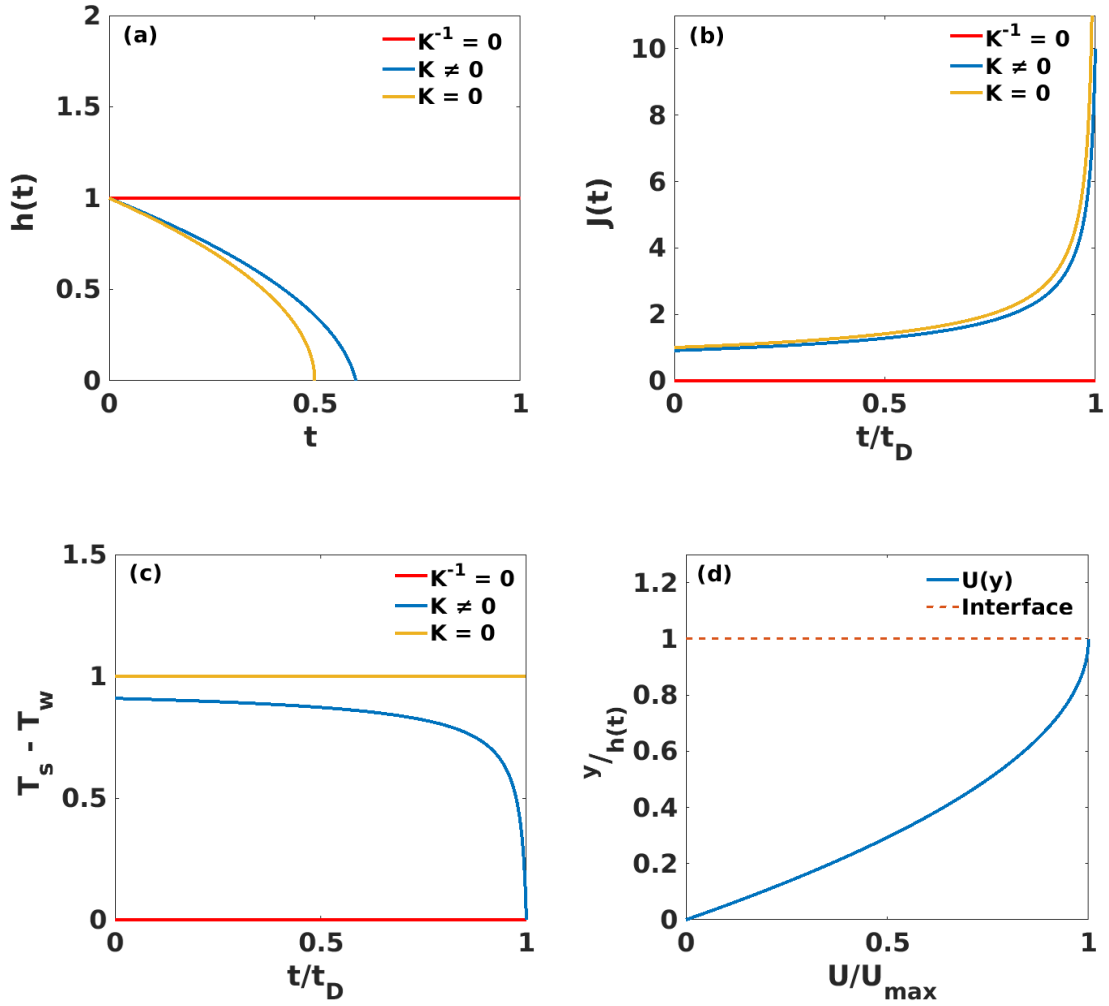 (a)
K⁻¹ = 0
K ≠ 0
K = 0
2
1.5
1
0.5
0
0
0.5
1
h(t)
t
(b)
K⁻¹ = 0
K ≠ 0
K = 0
10
8
6
4
2
0
0
0.5
1
J(t)
t/t_D
(c)
K⁻¹ = 0
K ≠ 0
K = 0
1.5
1
0.5
0
0
0.5
1
T_s - T_w
t/t_D
(d)
U(y)
Interface
1.2
1
0.8
0.6
0.4
0.2
0
0
0.5
1
y/h(t)
U/U_max